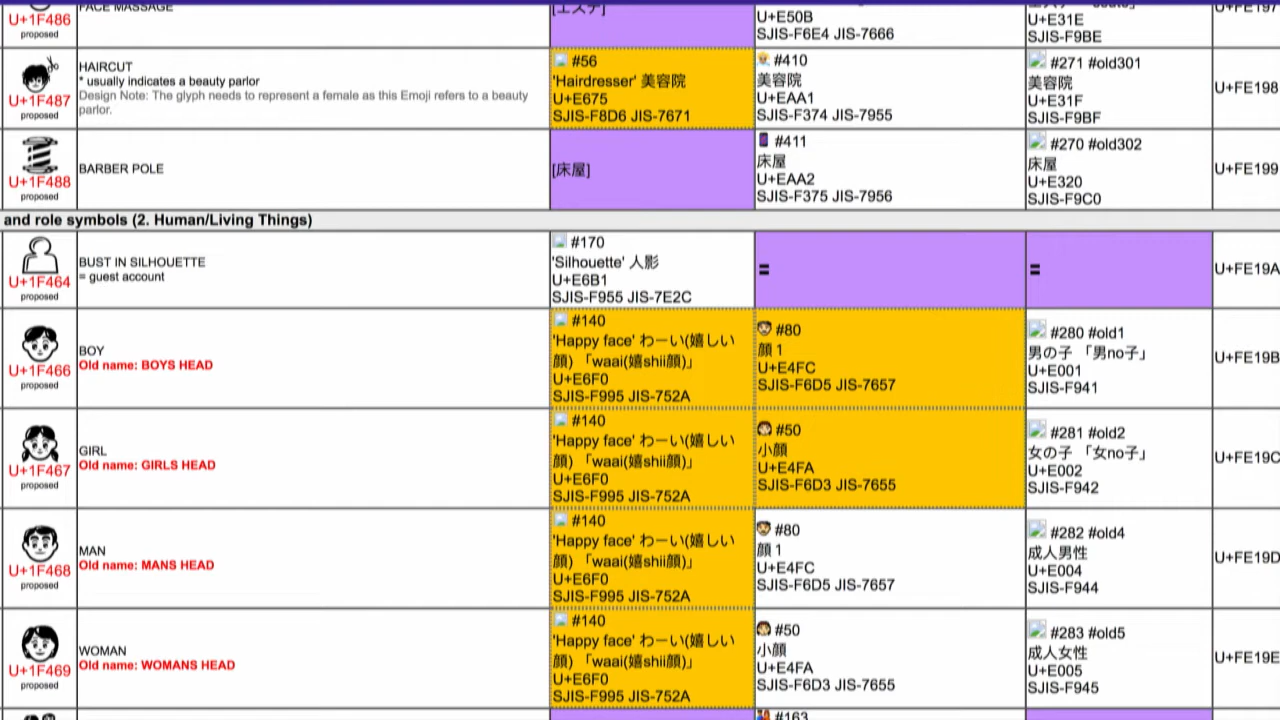 FACE MASSAGE
U+1F486
proposed
[エステ]
U+E50B
SJIS-F6E4 JIS-7666
U+E31E
SJIS-F9BE
U+FE197
U+1F487
proposed
HAIRCUT
* usually indicates a beauty parlor
Design Note: The glyph needs to represent a female as this Emoji refers to a beauty
parlor.
#56
'Hairdresser' 美容院
U+E675
SJIS-F8D6 JIS-7671
#410
美容院
U+EAA1
SJIS-F374 JIS-7955
#271 #old301
美容院
U+E31F
SJIS-F9BF
U+FE198
U+1F488
proposed
BARBER POLE
[床屋]
#411
床屋
U+EAA2
SJIS-F375 JIS-7956
#270 #old302
床屋
U+E320
SJIS-F9C0
U+FE199
and role symbols (2. Human/Living Things)
U+1F464
proposed
BUST IN SILHOUETTE
= guest account
#170
'Silhouette' 人影
U+E6B1
SJIS-F955 JIS-7E2C
=
=
U+FE19A
U+1F466
proposed
BOY
Old name: BOYS HEAD
#140
'Happy face' わーい(嬉しい
顔) 「waai(嬉shii顔)」
U+E6F0
SJIS-F995 JIS-752A
#80
顔 1
U+E4FC
SJIS-F6D5 JIS-7657
#280 #old1
男の子 「男no子」
U+E001
SJIS-F941
U+FE19B
U+1F467
proposed
GIRL
Old name: GIRLS HEAD
#140
'Happy face' わーい(嬉しい
顔) 「waai(嬉shii顔)」
U+E6F0
SJIS-F995 JIS-752A
#50
小顔
U+E4FA
SJIS-F6D3 JIS-7655
#281 #old2
女の子 「女no子」
U+E002
SJIS-F942
U+FE19C
U+1F468
proposed
MAN
Old name: MANS HEAD
#140
'Happy face' わーい(嬉しい
顔) 「waai(嬉shii顔)」
U+E6F0
SJIS-F995 JIS-752A
#80
顔 1
U+E4FC
SJIS-F6D5 JIS-7657
#282 #old4
成人男性
U+E004
SJIS-F944
U+FE19D
U+1F469
proposed
WOMAN
Old name: WOMANS HEAD
#140
'Happy face' わーい(嬉しい
顔) 「waai(嬉shii顔)」
U+E6F0
SJIS-F995 JIS-752A
#50
小顔
U+E4FA
SJIS-F6D3 JIS-7655
#283 #old5
成人女性
U+E005
SJIS-F945
U+FE19E
#163